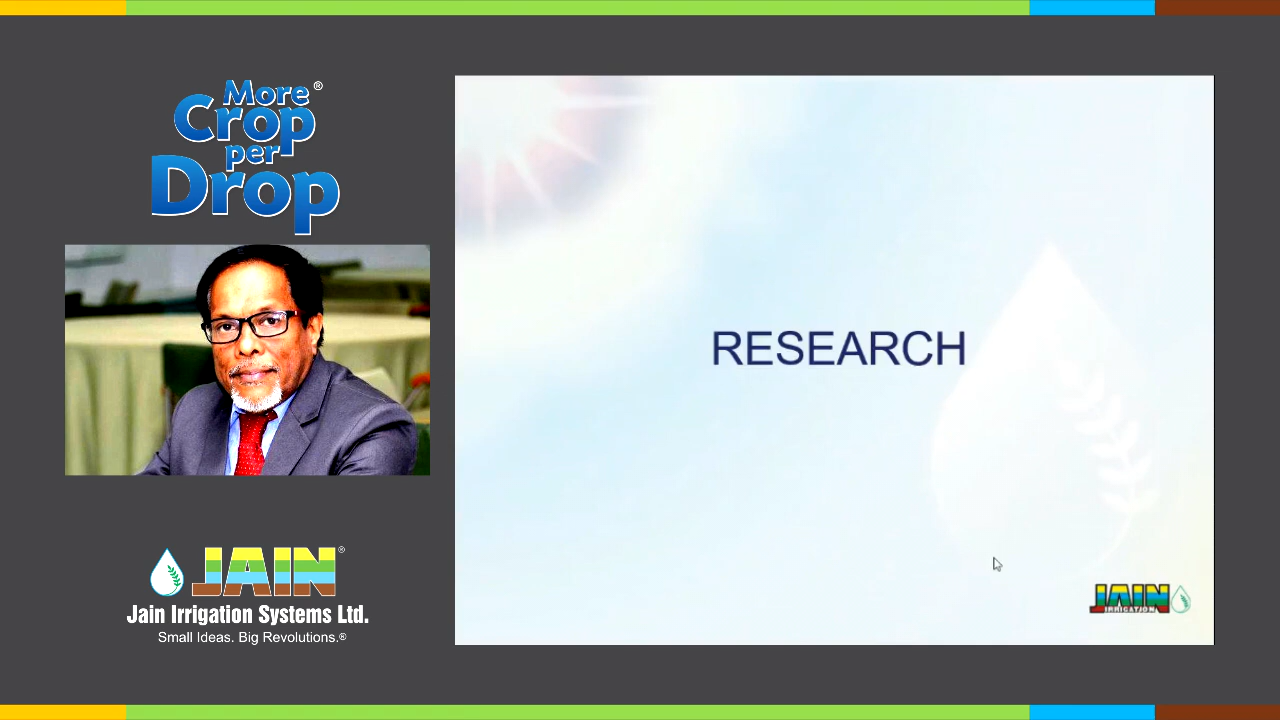 More®
Crop
per
Drop
RESEARCH
JAIN®
Jain Irrigation Systems Ltd.
Small Ideas. Big Revolutions.®
JAIN
IRRIGATION